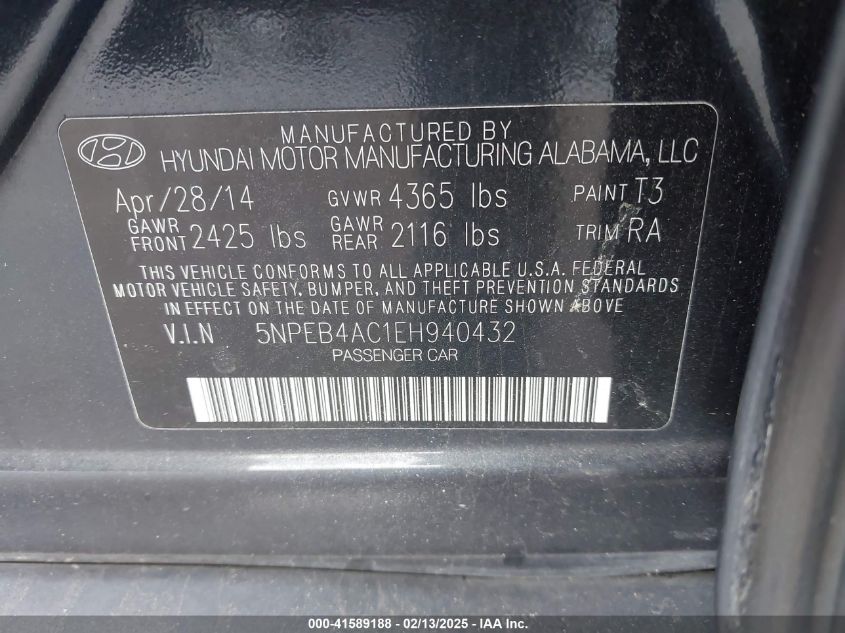 MANUFACTURED BY
HYUNDAI MOTOR MANUFACTURING ALABAMA, LLC
Apr/28/14 GVWR 4365 lbs PAINT T3
GAWR FRONT 2425 lbs GAWR REAR 2116 lbs TRIM RA
THIS VEHICLE CONFORMS TO ALL APPLICABLE U.S.A. FEDERAL
MOTOR VEHICLE SAFETY, BUMPER, AND THEFT PREVENTION STANDARDS
IN EFFECT ON THE DATE OF MANUFACTURE SHOWN ABOVE.
V.I.N 5NPEB4AC1EH940432
PASSENGER CAR
000-41589188 - 02/13/2025 - IAA Inc.